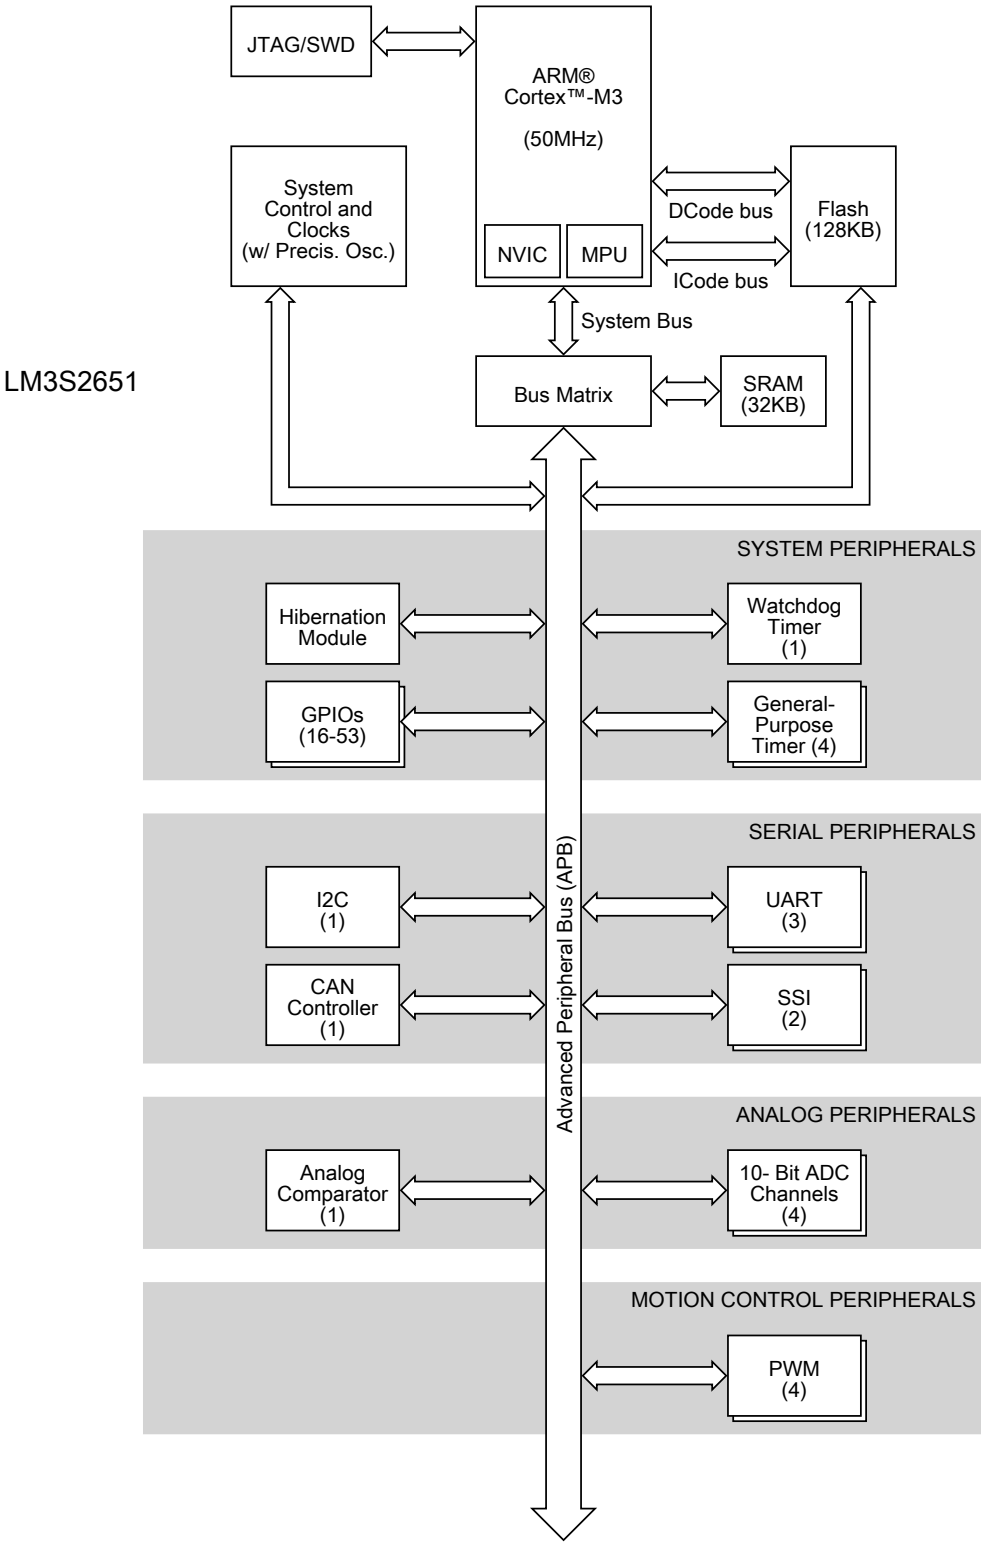 JTAG/SWD
ARM®
Cortex™-M3
(50MHz)
NVIC
MPU
System
Control and
Clocks
(w/ Precis. Osc.)
DCode bus
ICode bus
Flash
(128KB)
System Bus
LM3S2651
Bus Matrix
SRAM
(32KB)
SYSTEM PERIPHERALS
Hibernation
Module
Watchdog
Timer
(1)
GPIOs
(16-53)
General-
Purpose
Timer (4)
Advanced Peripheral Bus (APB)
SERIAL PERIPHERALS
I2C
(1)
UART
(3)
CAN
Controller
(1)
SSI
(2)
ANALOG PERIPHERALS
Analog
Comparator
(1)
10- Bit ADC
Channels
(4)
MOTION CONTROL PERIPHERALS
PWM
(4)